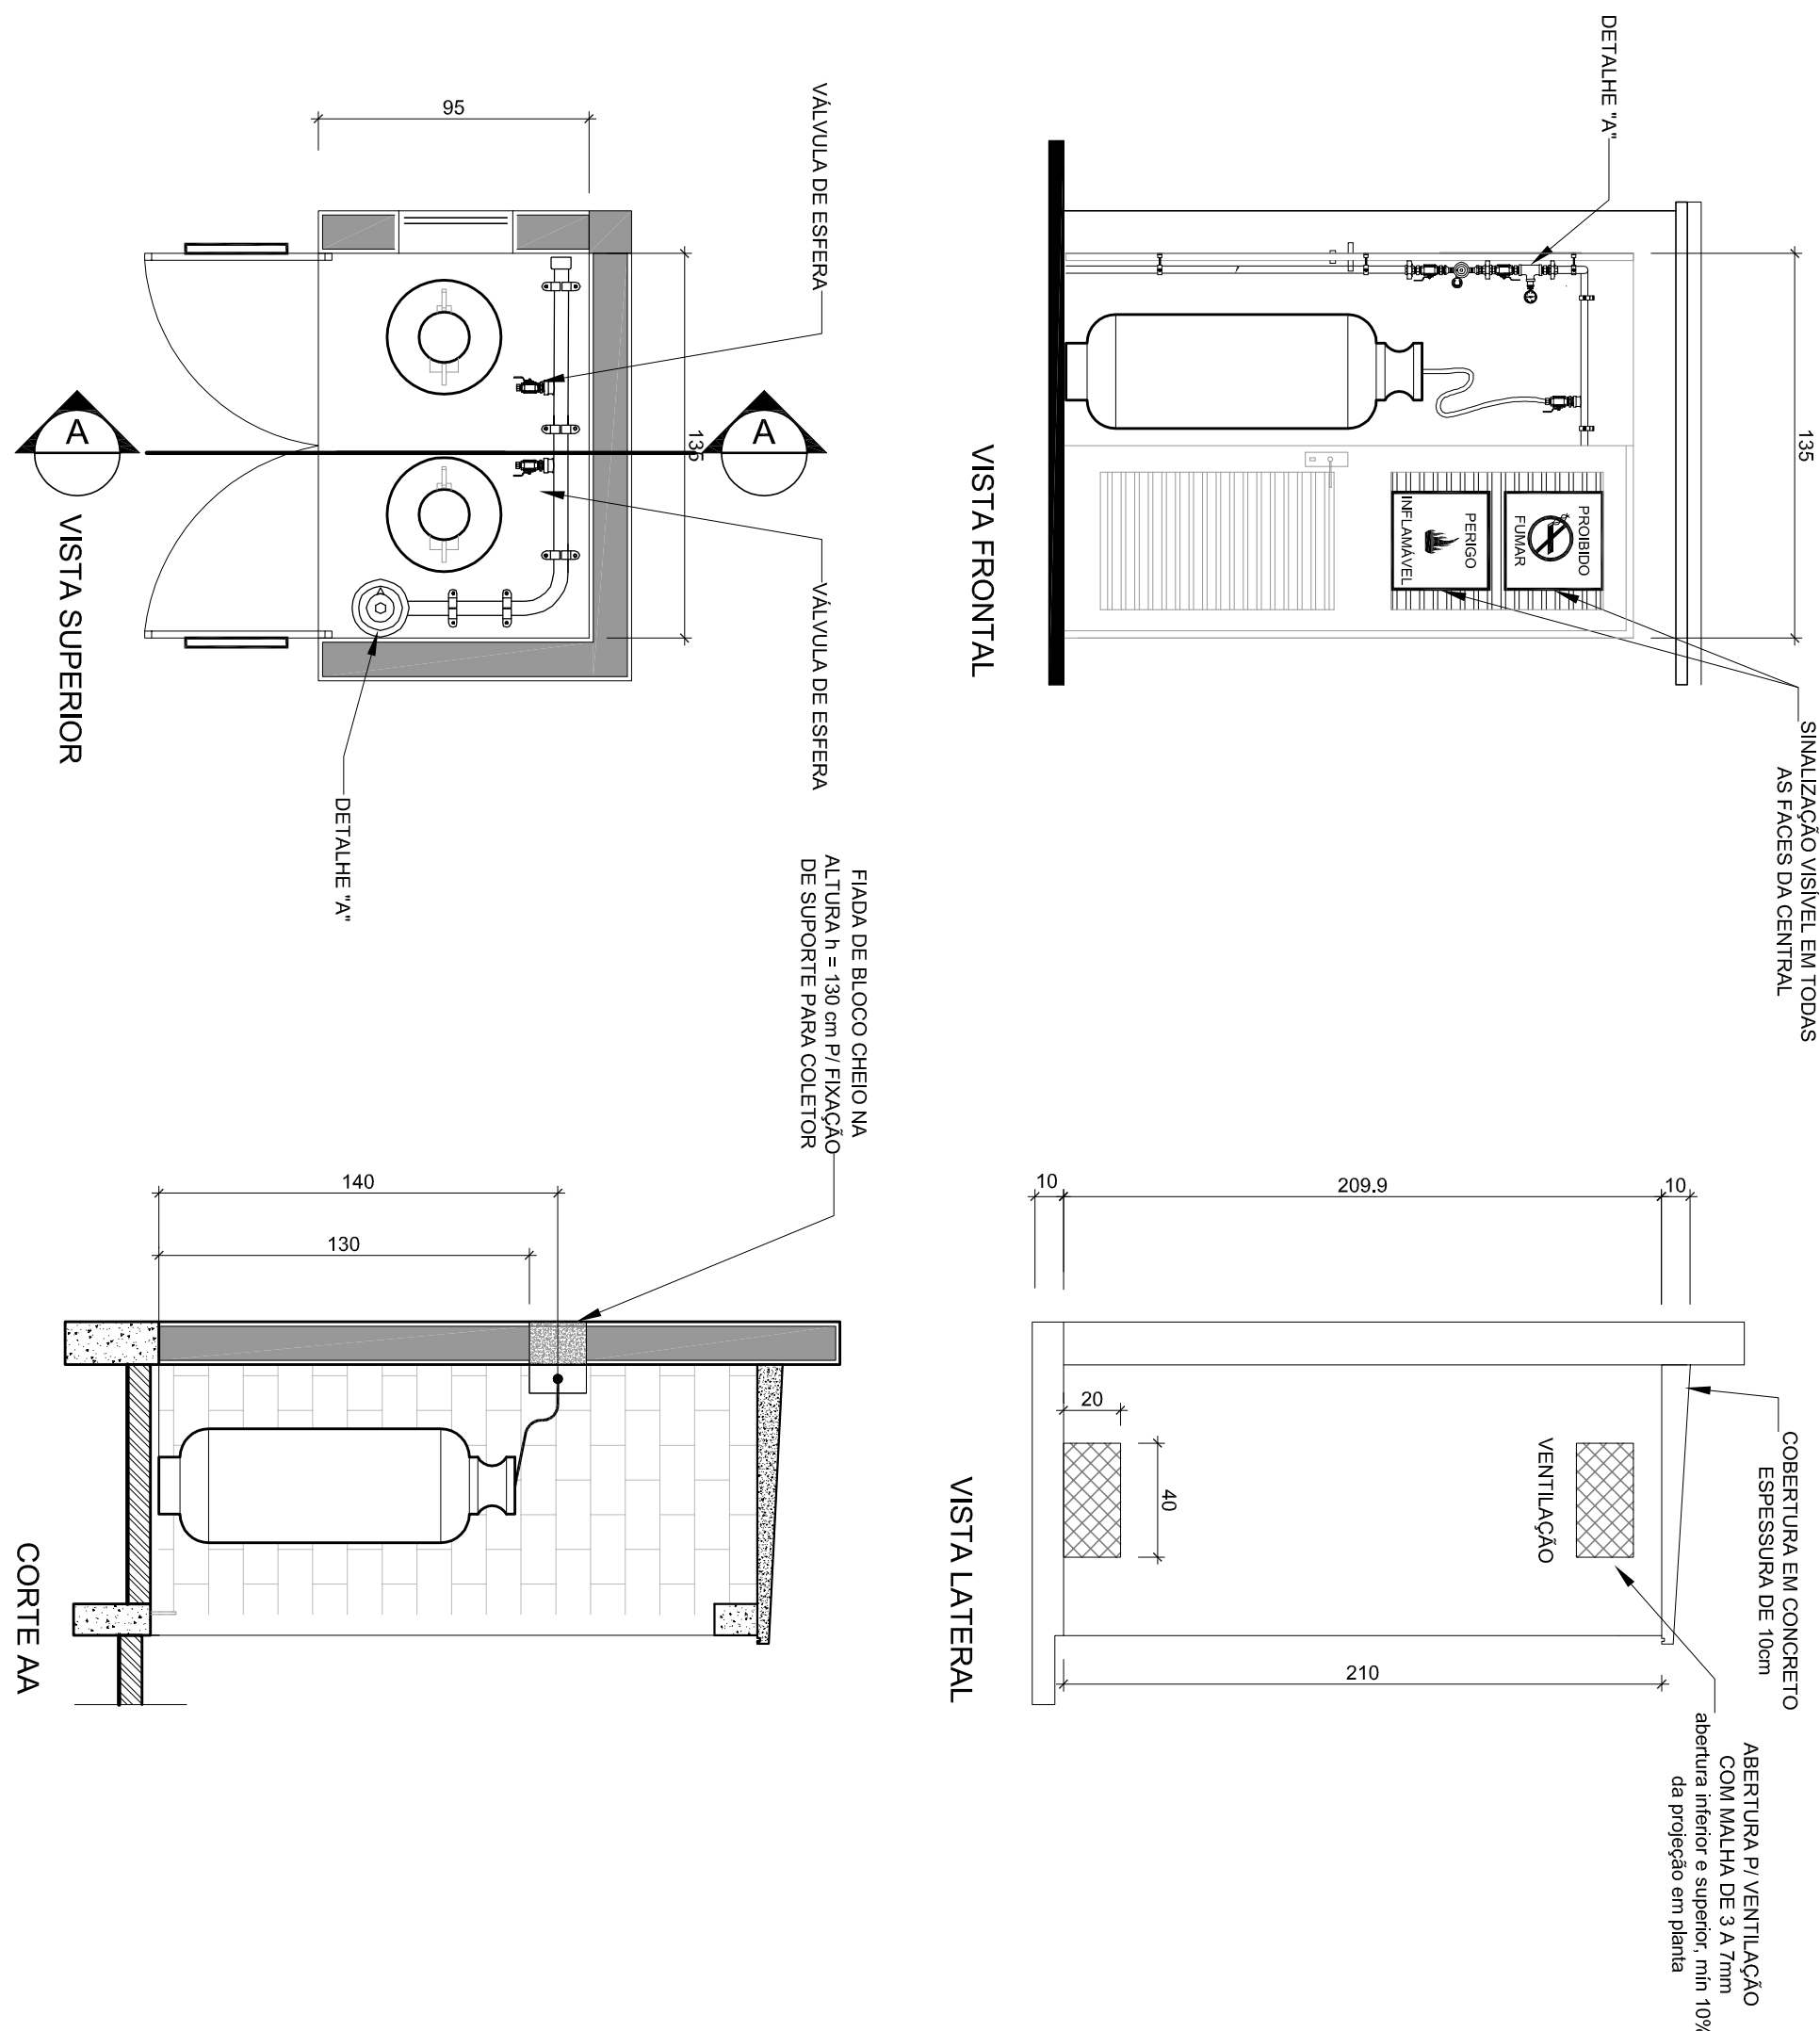 DETALHE "A"
135
PROIBIDO
FUMAR
PERIGO
INFLAMÁVEL
SINALIZAÇÃO VISÍVEL EM TODAS
AS FACES DA CENTRAL
VISTA FRONTAL
VÁLVULA DE ESFERA
VÁLVULA DE ESFERA
95
135
A
A
DETALHE "A"
VISTA SUPERIOR
10
209.9
10
20
40
VENTILAÇÃO
210
COBERTURA EM CONCRETO
ESPESSURA DE 10cm
ABERTURA P/ VENTILAÇÃO
COM MALHA DE 3 A 7mm
abertura inferior e superior, mín 10%
da projeção em planta
VISTA LATERAL
FIADA DE BLOCO CHEIO NA
ALTURA h = 130 cm P/ FIXAÇÃO
DE SUPORTE PARA COLETOR
140
130
CORTE AA